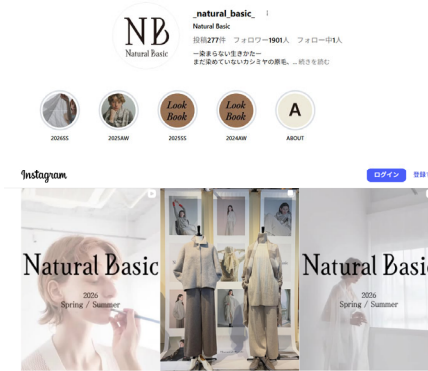 NB
Natural Basic
_natural_basic_
Natural Basic
投稿277件 フォロワー1901人 フォロー中1人
ー染まらない生きかたー
まだ染めていないカシミヤの原毛、... 続きを読む
Look
Book
Look
Book
A
2026SS
2025AW
2025SS
2024AW
ABOUT
Instagram
ログイン
登録
Natural Basic
2026
Spring / Summer
Natural Basi
2026
Spring / Summer